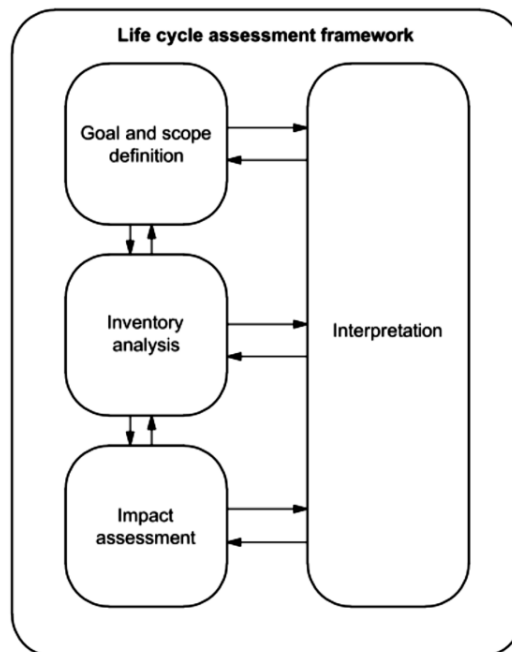 Life cycle assessment framework
Goal and scope
definition
Inventory
analysis
Interpretation
Impact
assessment